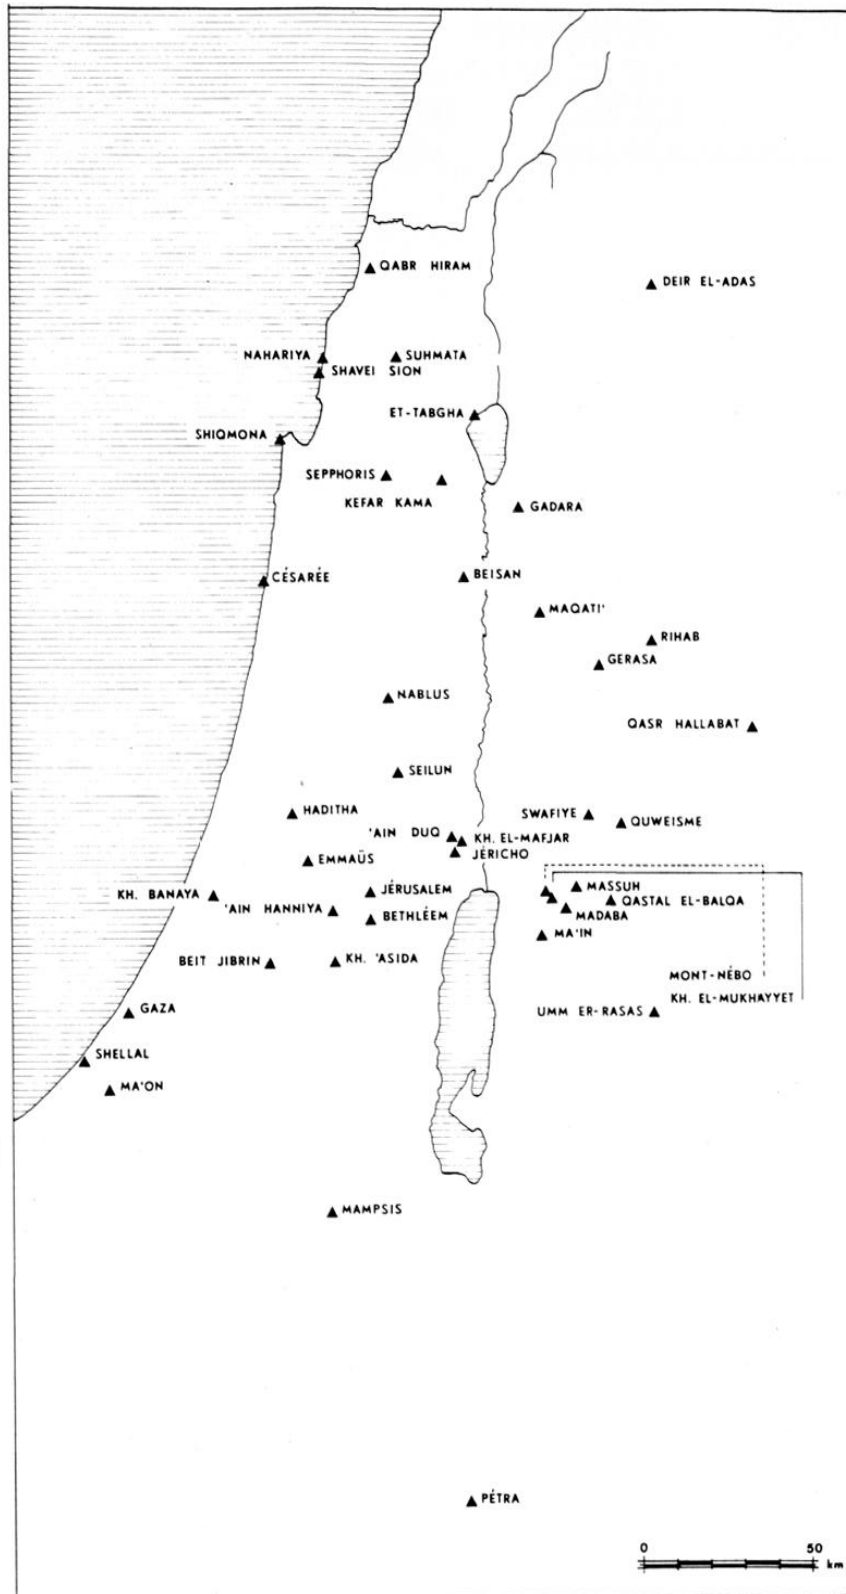 QABR HIRAM
DEIR EL-ADAS
NAHARIYA
SUHMATA
SHAVEI SION
ET-TABGHA
SHIQMONA
SEPPHORIS
KEFAR KAMA
GADARA
CÉSARÉE
BEISAN
MAQATI'
RIHAB
GERASA
NABLUS
QASR HALLABAT
SEILUN
HADITHA
SWAFIYE
QUWEISME
'AIN DUQ
KH. EL-MAFJAR
JÉRICHO
EMMAÜS
MASSUH
KH. BANAYA
JÉRUSALEM
QASTAL EL-BALQA
'AIN HANNIYA
MADABA
BETHLÉEM
MA'IN
BEIT JIBRIN
KH. 'ASIDA
MONT-NÉBO
KH. EL-MUKHAYYET
GAZA
UMM ER-RASAS
SHELLAL
MA'ON
MAMPSIS
PÉTRA
0 50
km